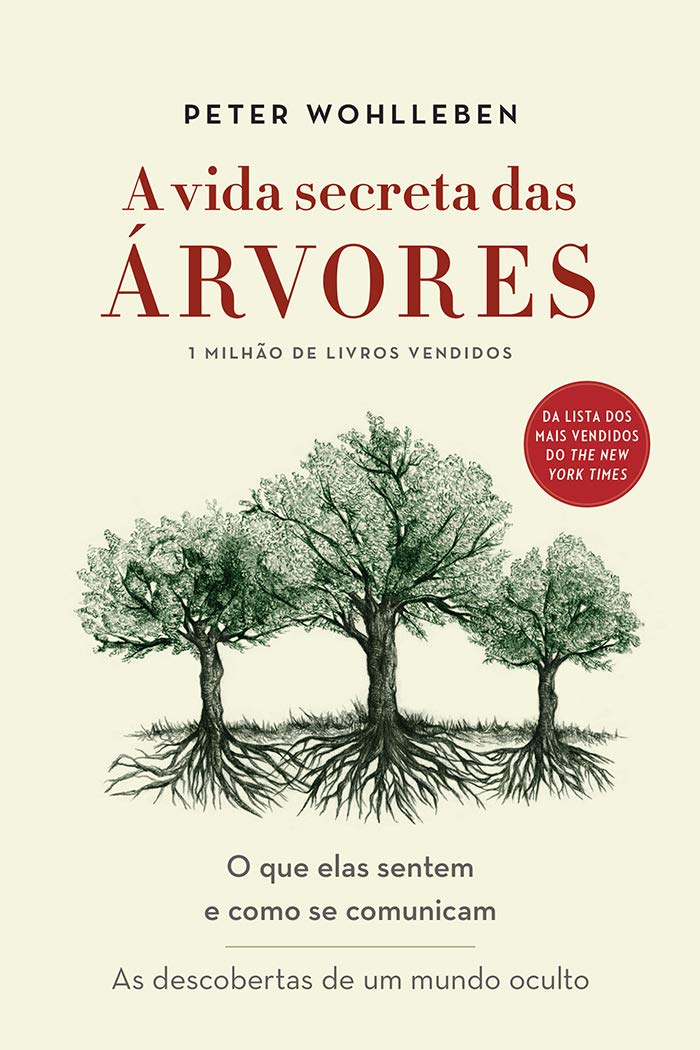 PETER WOHLLEBEN
A vida secreta das
ÁRVORES
1 MILHÃO DE LIVROS VENDIDOS
DA LISTA DOS
MAIS VENDIDOS
DO THE NEW
YORK TIMES
O que elas sentem
e como se comunicam
As descobertas de um mundo oculto